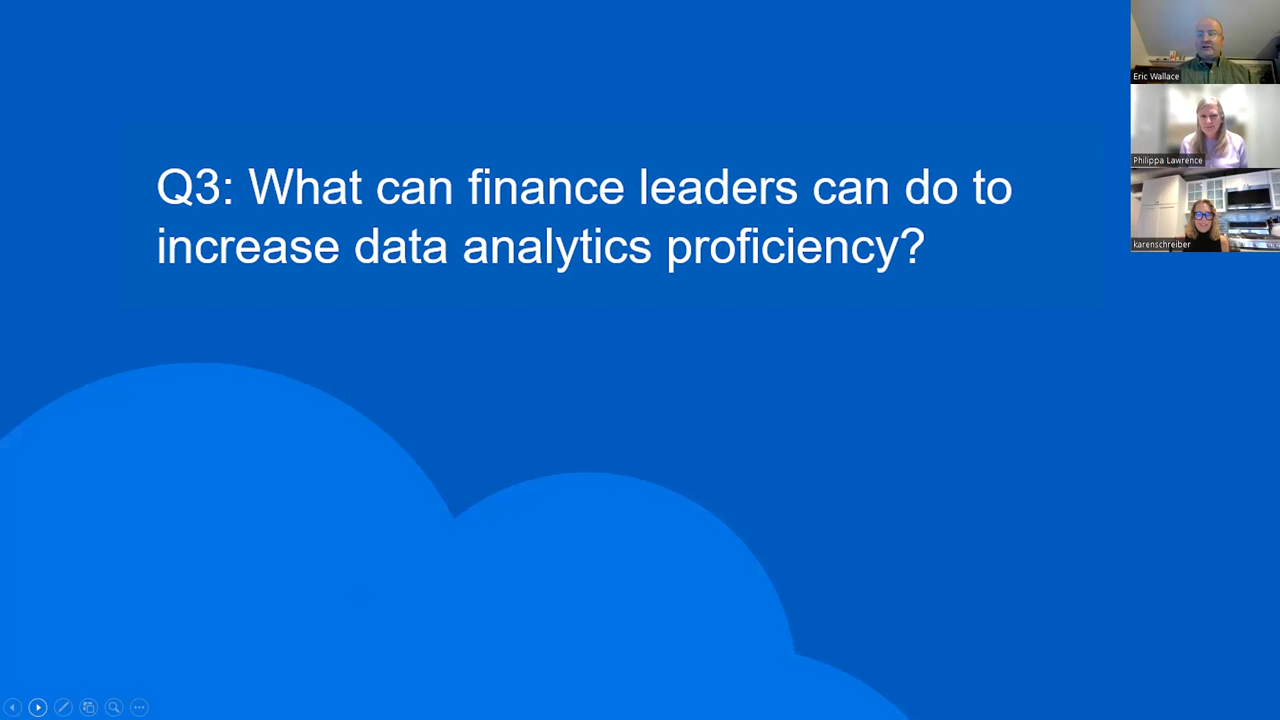 Q3: What can finance leaders can do to
increase data analytics proficiency?
Eric Wallace
Philippa Lawrence
karenschreiber